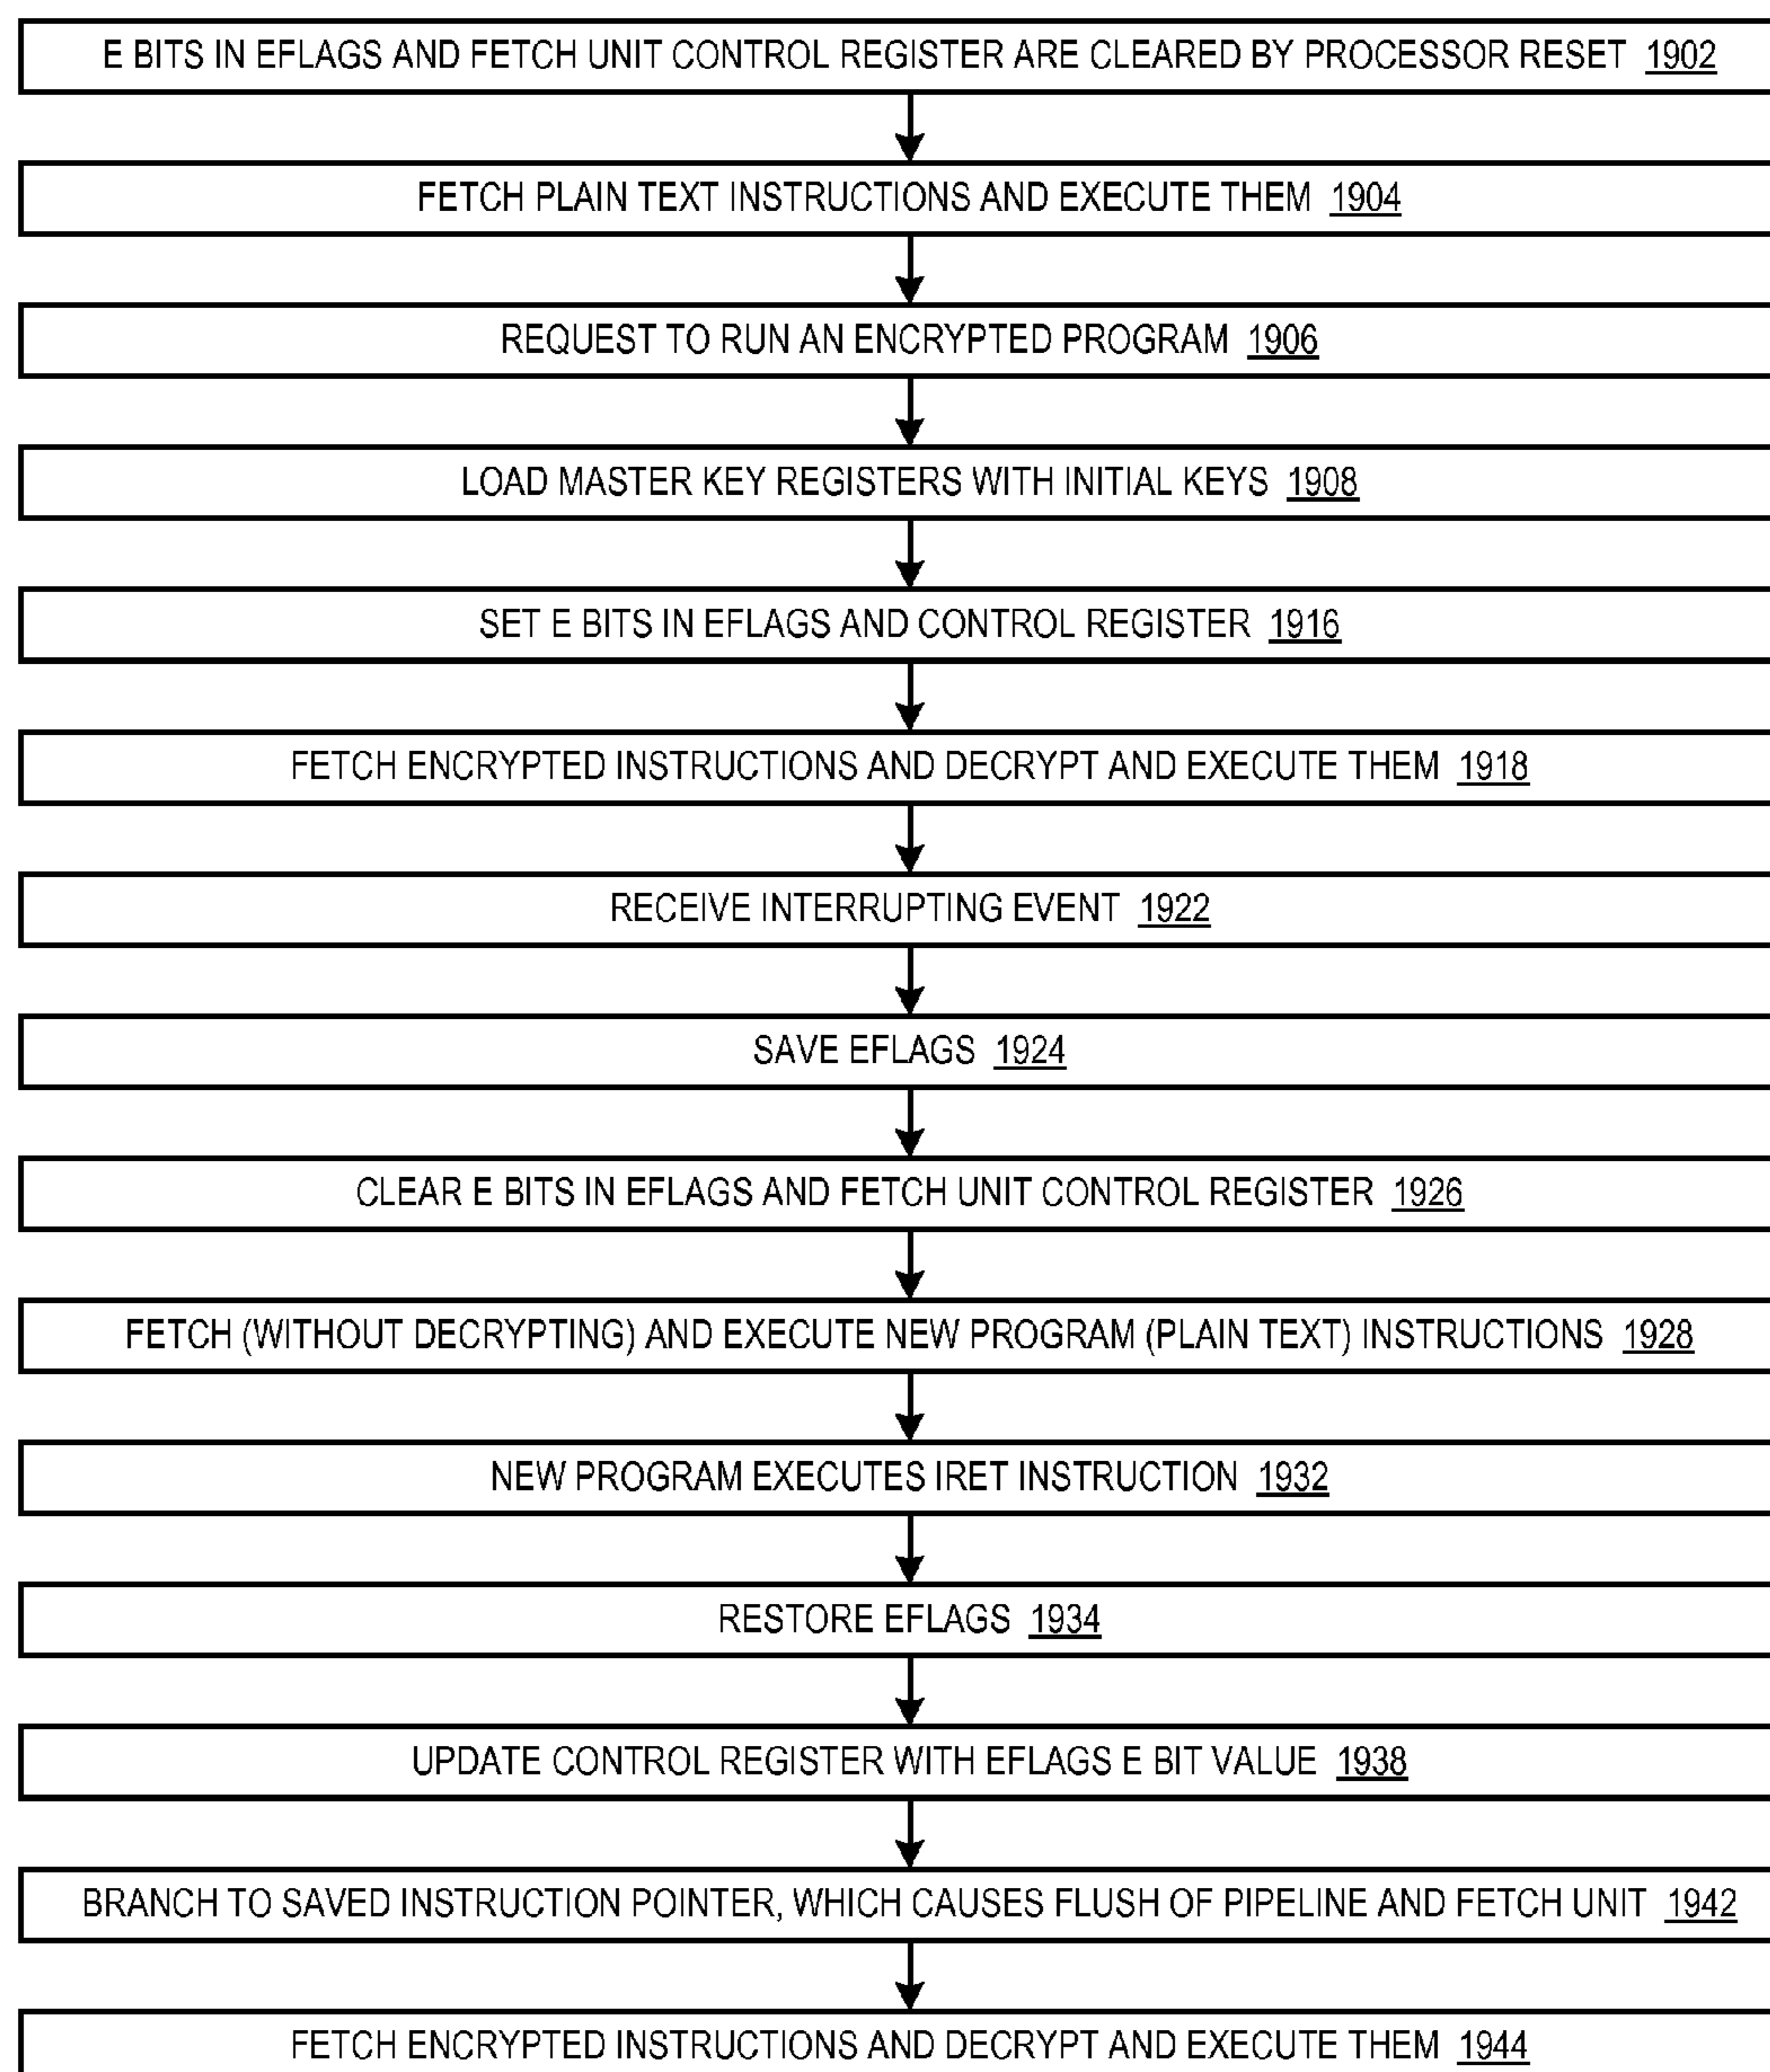 E BITS IN EFLAGS AND FETCH UNIT CONTROL REGISTER ARE CLEARED BY PROCESSOR RESET 1902
FETCH PLAIN TEXT INSTRUCTIONS AND EXECUTE THEM 1904
REQUEST TO RUN AN ENCRYPTED PROGRAM 1906
LOAD MASTER KEY REGISTERS WITH INITIAL KEYS 1908
SET E BITS IN EFLAGS AND CONTROL REGISTER 1916
FETCH ENCRYPTED INSTRUCTIONS AND DECRYPT AND EXECUTE THEM 1918
RECEIVE INTERRUPTING EVENT 1922
SAVE EFLAGS 1924
CLEAR E BITS IN EFLAGS AND FETCH UNIT CONTROL REGISTER 1926
FETCH (WITHOUT DECRYPTING) AND EXECUTE NEW PROGRAM (PLAIN TEXT) INSTRUCTIONS 1928
NEW PROGRAM EXECUTES IRET INSTRUCTION 1932
RESTORE EFLAGS 1934
UPDATE CONTROL REGISTER WITH EFLAGS E BIT VALUE 1938
BRANCH TO SAVED INSTRUCTION POINTER, WHICH CAUSES FLUSH OF PIPELINE AND FETCH UNIT 1942
FETCH ENCRYPTED INSTRUCTIONS AND DECRYPT AND EXECUTE THEM 1944